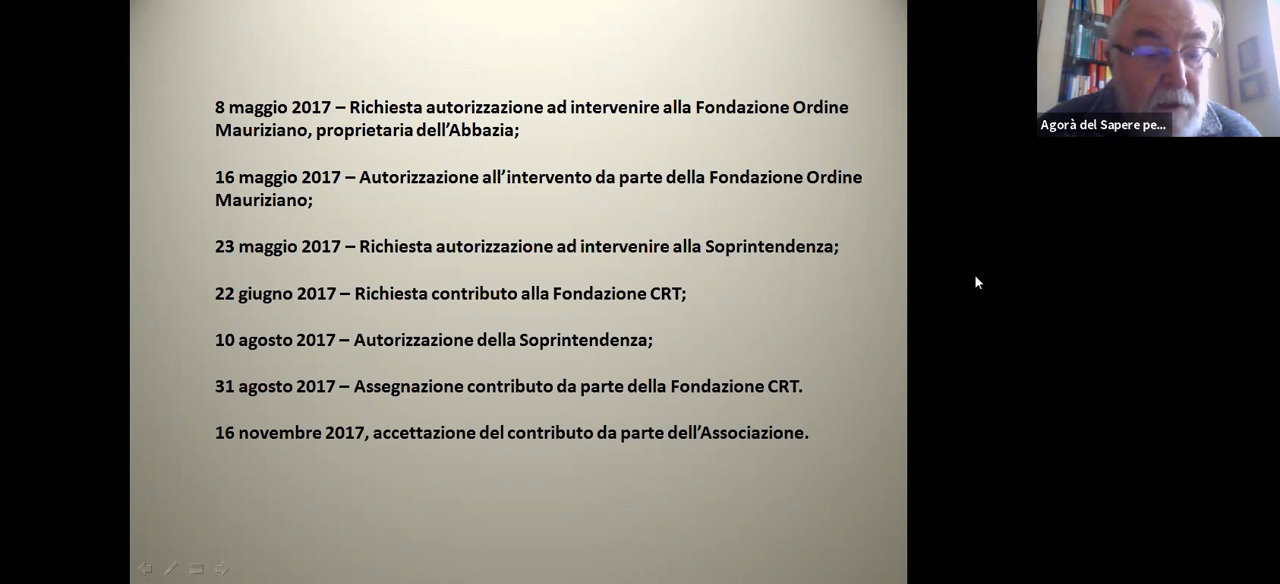 8 maggio 2017 – Richiesta autorizzazione ad intervenire alla Fondazione Ordine
Mauriziano, proprietaria dell’Abbazia;
16 maggio 2017 – Autorizzazione all’intervento da parte della Fondazione Ordine
Mauriziano;
23 maggio 2017 – Richiesta autorizzazione ad intervenire alla Soprintendenza;
22 giugno 2017 – Richiesta contributo alla Fondazione CRT;
10 agosto 2017 – Autorizzazione della Soprintendenza;
31 agosto 2017 – Assegnazione contributo da parte della Fondazione CRT.
16 novembre 2017, accettazione del contributo da parte dell’Associazione.
Agorà del Sapere pe...